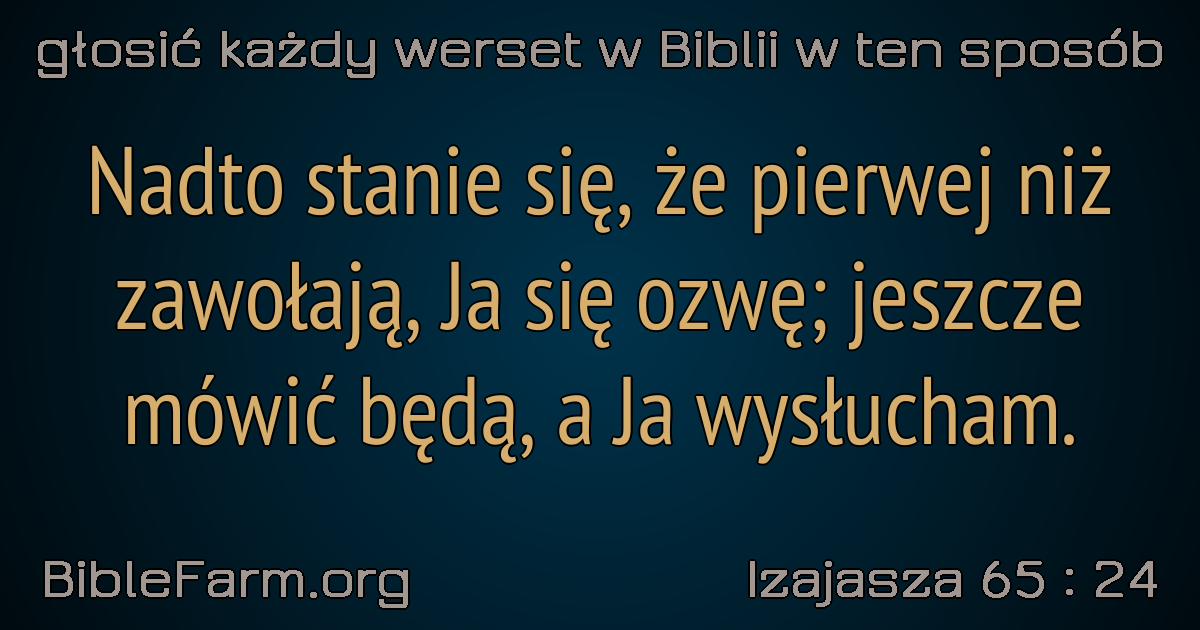 głosić każdy werset w Biblii w ten sposób
Nadto stanie się, że pierwej niż
zawołają, Ja się ozwę; jeszcze
mówić będą, a Ja wysłucham.
BibleFarm.org
Izajasza 65 : 24